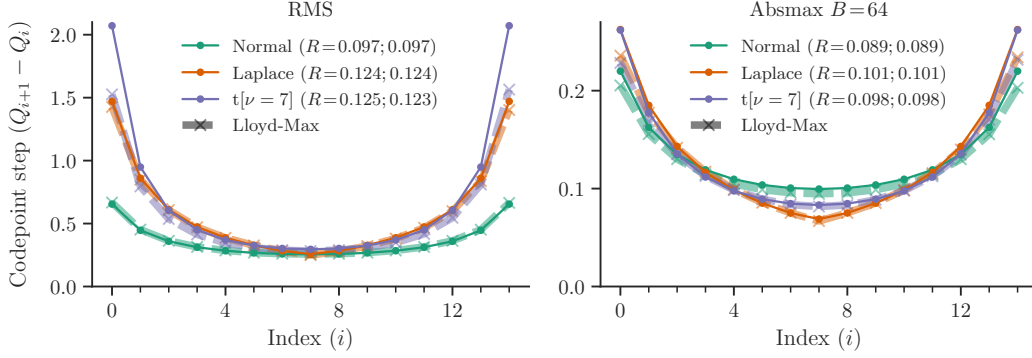 RMS
Codepoint step (Q_{i+1} − Q_i)
2.0
1.5
1.0
0.5
0.0
Normal (R=0.097; 0.097)
Laplace (R=0.124; 0.124)
t[ν = 7] (R=0.125; 0.123)
Lloyd-Max
0 4 8 12
Index (i)
Absmax B=64
0.2
0.1
0.0
Normal (R=0.089; 0.089)
Laplace (R=0.101; 0.101)
t[ν = 7] (R=0.098; 0.098)
Lloyd-Max
0 4 8 12
Index (i)